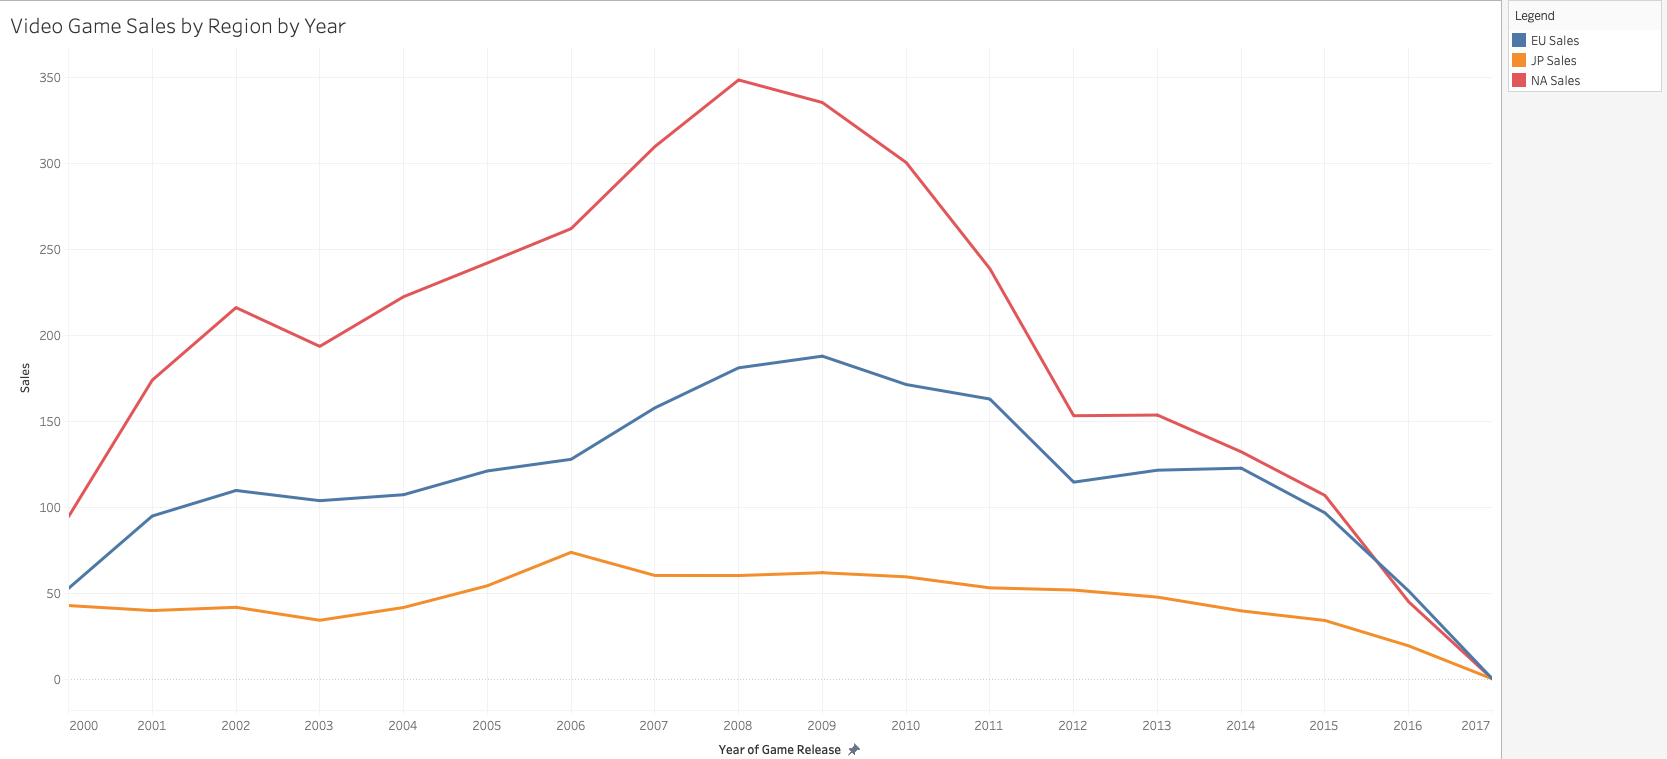 Video Game Sales by Region by Year
Legend
EU Sales
JP Sales
NA Sales
350
300
250
200
150
100
50
0
Sales
2000 2001 2002 2003 2004 2005 2006 2007 2008 2009 2010 2011 2012 2013 2014 2015 2016 2017
Year of Game Release